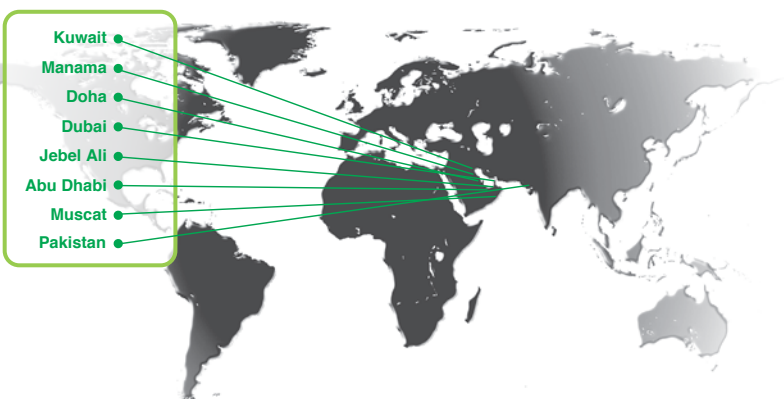 Kuwait
Manama
Doha
Dubai
Jebel Ali
Abu Dhabi
Muscat
Pakistan